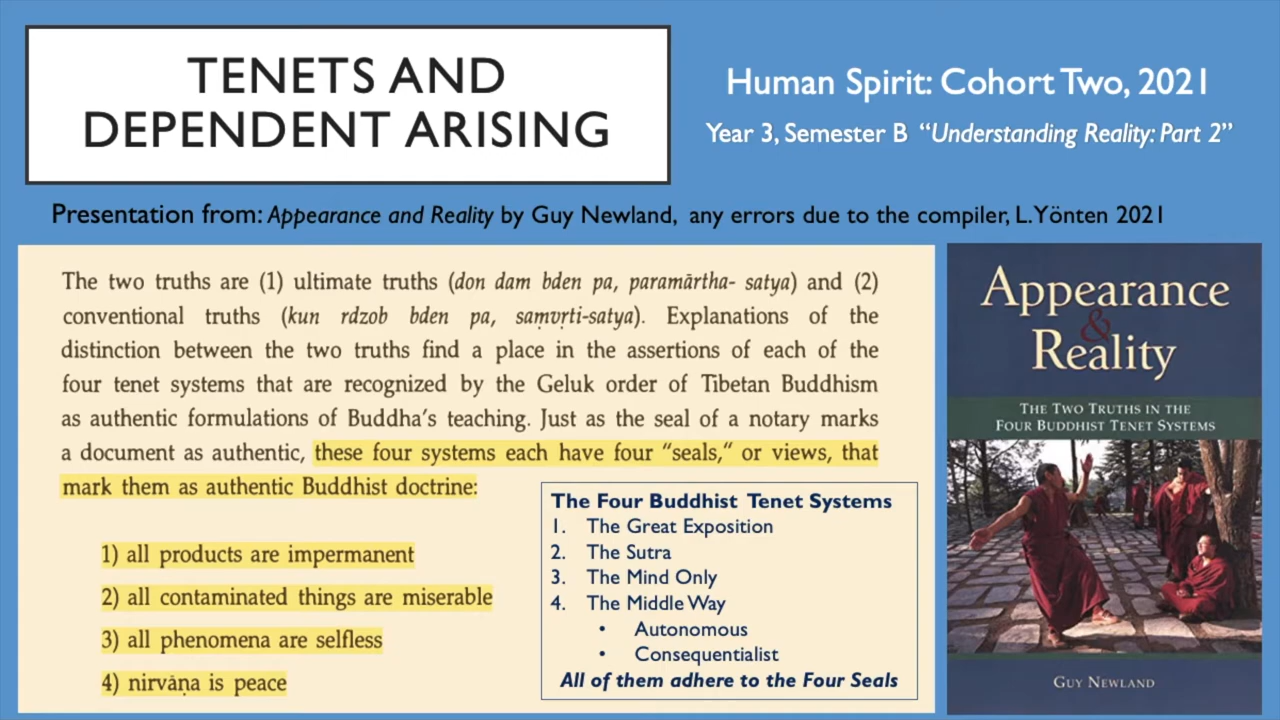 TENETS AND
DEPENDENT ARISING
Human Spirit: Cohort Two, 2021
Year 3, Semester B “Understanding Reality: Part 2”
Presentation from: Appearance and Reality by Guy Newland, any errors due to the compiler, L.Yönten 2021
The two truths are (1) ultimate truths (don dam bden pa, paramārtha- satya) and (2)
conventional truths (kun rdzob bden pa, saṃvṛti-satya). Explanations of the
distinction between the two truths find a place in the assertions of each of the
four tenet systems that are recognized by the Geluk order of Tibetan Buddhism
as authentic formulations of Buddha’s teaching. Just as the seal of a notary marks
a document as authentic, these four systems each have four “seals,“ or views, that
mark them as authentic Buddhist doctrine:
1) all products are impermanent
2) all contaminated things are miserable
3) all phenomena are selfless
4) nirvāṇa is peace
The Four Buddhist Tenet Systems
1. The Great Exposition
2. The Sutra
3. The Mind Only
4. The Middle Way
• Autonomous
• Consequentialist
All of them adhere to the Four Seals
Appearance
&
Reality
THE TWO TRUTHS IN THE
FOUR BUDDHIST TENET SYSTEMS
GUY NEWLAND